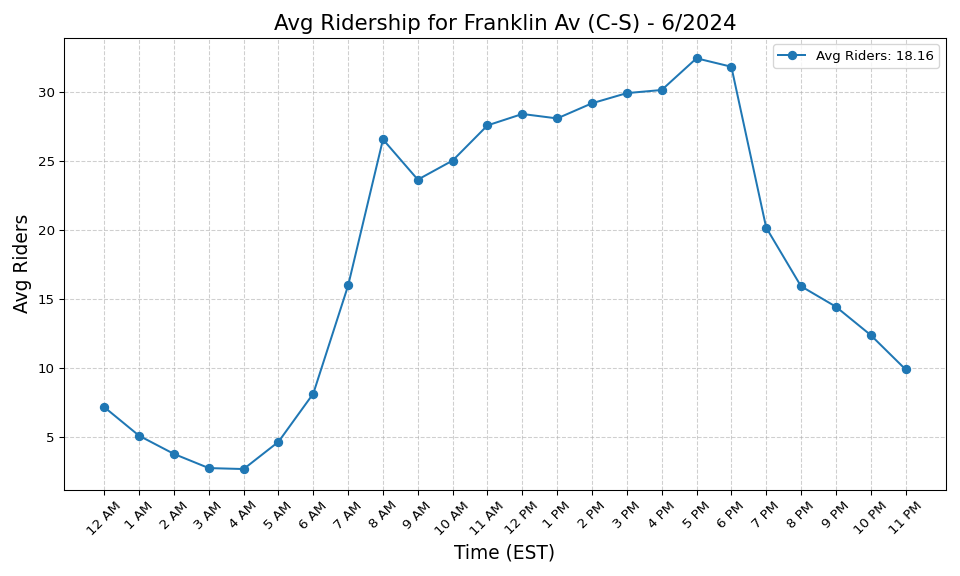 Avg Ridership for Franklin Av (C-S) - 6/2024
Avg Riders: 18.16
Avg Riders
30
25
20
15
10
5
12 AM
1 AM
2 AM
3 AM
4 AM
5 AM
6 AM
7 AM
8 AM
9 AM
10 AM
11 AM
12 PM
1 PM
2 PM
3 PM
4 PM
5 PM
6 PM
7 PM
8 PM
9 PM
10 PM
11 PM
Time (EST)